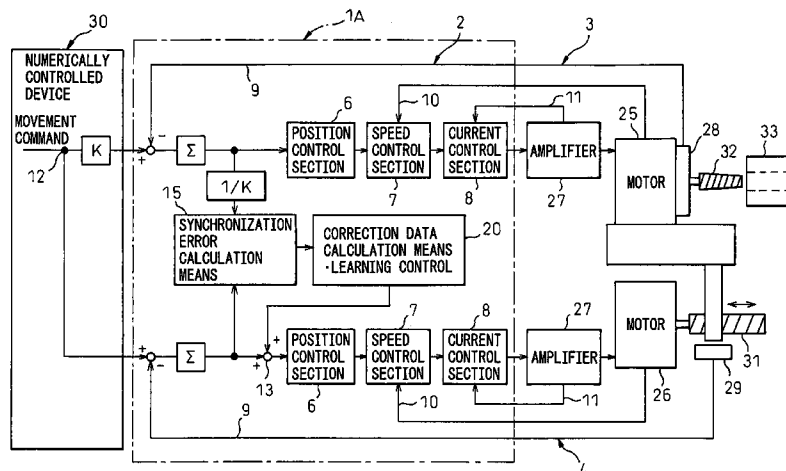 30
NUMERICALLY
CONTROLLED
DEVICE
MOVEMENT
COMMAND
12
K
1A
2
3
9
-
+
Σ
1/K
6
POSITION
CONTROL
SECTION
10
SPEED
CONTROL
SECTION
7
11
CURRENT
CONTROL
SECTION
8
AMPLIFIER
27
25
MOTOR
28
32
33
15
SYNCHRONIZATION
ERROR
CALCULATION
MEANS
20
CORRECTION DATA
CALCULATION MEANS
·LEARNING CONTROL
+
-
Σ
+
+
13
POSITION
CONTROL
SECTION
6
7
SPEED
CONTROL
SECTION
10
8
CURRENT
CONTROL
SECTION
27
AMPLIFIER
11
MOTOR
26
31
29
9